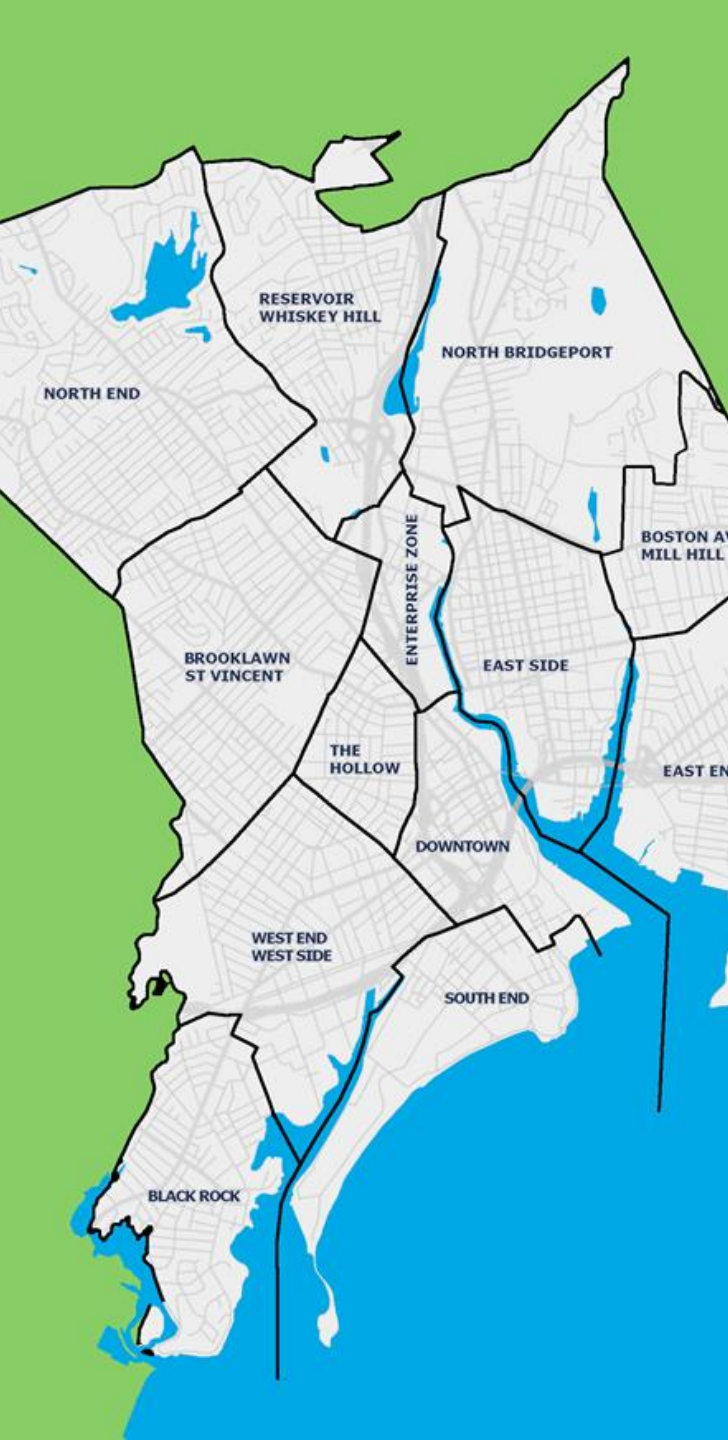 RESERVOIR
WHISKEY HILL
NORTH BRIDGEPORT
NORTH END
ENTERPRISE ZONE
BOSTON AV
MILL HILL
BROOKLAWN
ST VINCENT
EAST SIDE
THE
HOLLOW
EAST EN
DOWNTOWN
WEST END
WEST SIDE
SOUTH END
BLACK ROCK